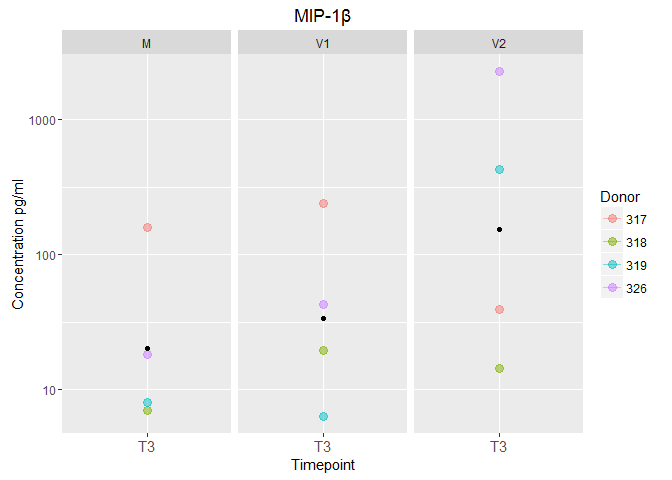 MIP-1β
M V1 V2
1000
100
10
Concentration pg/ml
T3 T3 T3
Timepoint
Donor
317
318
319
326